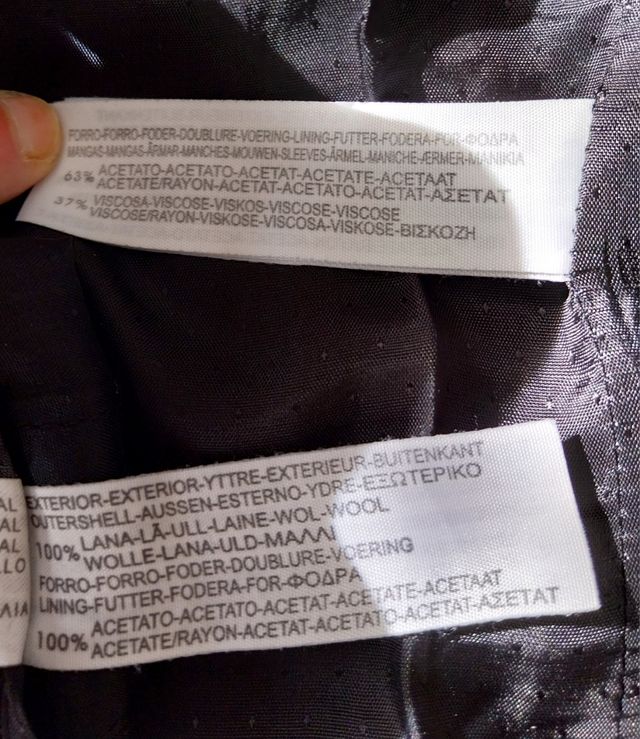 FORRO-FORRO-FODER-DOUBLURE-VOERING-LINING-FUTTER-FODERA-FOR-ΦΟΔΡΑ
MANGAS-MANGAS-ÄRMAR-MANCHES-MOUWEN-SLEEVES-ÄRMEL-MANICHE-ÆRMER-ΜΑΝΙΚΙΑ
63% ACETATO-ACETATO-ACETAT-ACETATE-ACETAAT
ACETATE/RAYON-ACETAT-ACETATO-ACETAT-ΑΣΕΤΑΤ
37% VISCOSA-VISCOSE-VISKOS-VISCOSE-VISCOSE
VISCOSE/RAYON-VISKOSE-VISCOSA-VISKOSE-ΒΙΣΚΟΖΗ
EXTERIOR-EXTERIOR-YTTRE-EXTERIEUR-BUITENKANT
OUTERSHELL-AUSSEN-ESTERNO-YDRE-ΕΞΩΤΕΡΙΚΟ
100% LANA-LÃ-ULL-LAINE-WOL-WOOL
WOLLE-LANA-ULD-ΜΑΛΛΙ
FORRO-FORRO-FODER-DOUBLURE-VOERING
LINING-FUTTER-FODERA-FOR-ΦΟΔΡΑ
100% ACETATO-ACETATO-ACETAT-ACETATE-ACETAAT
ACETATE/RAYON-ACETAT-ACETATO-ACETAT-ΑΣΕΤΑΤ